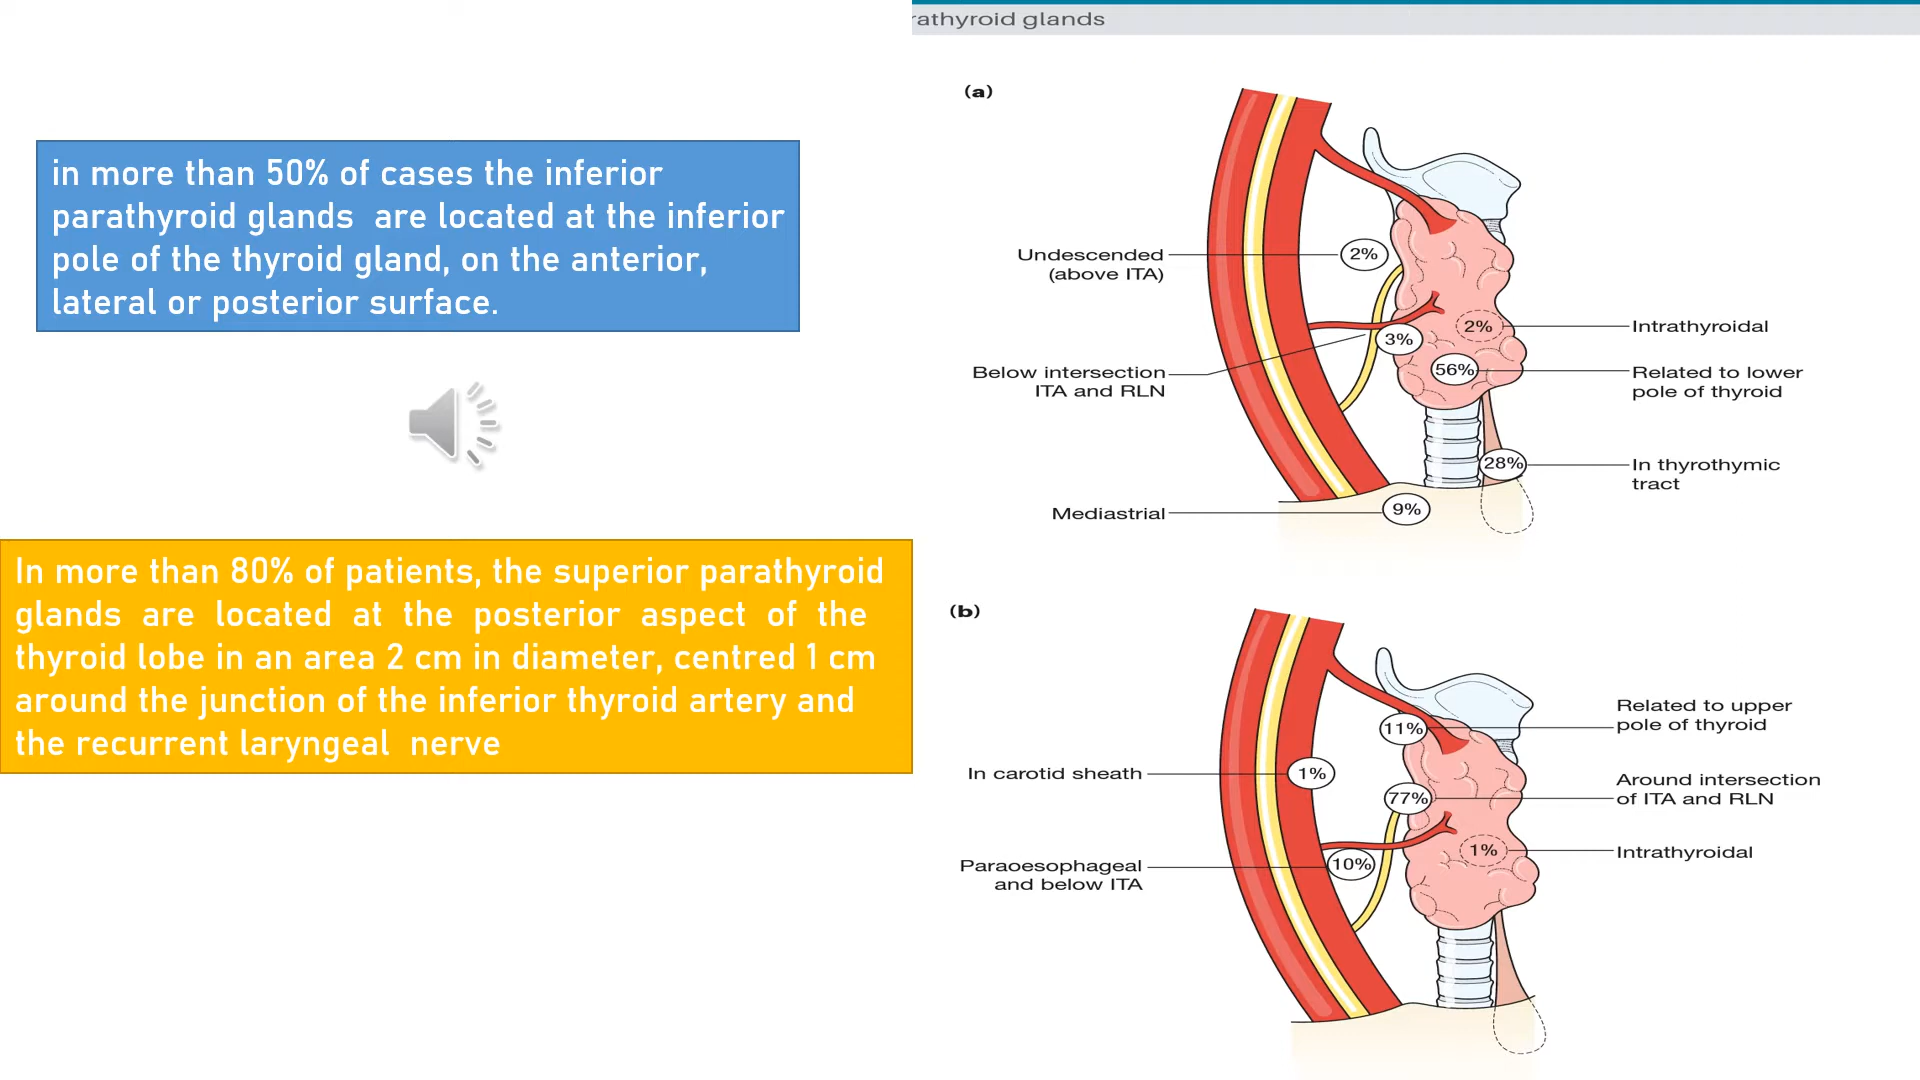 in more than 50% of cases the inferior
parathyroid glands are located at the inferior
pole of the thyroid gland, on the anterior,
lateral or posterior surface.
In more than 80% of patients, the superior parathyroid
glands are located at the posterior aspect of the
thyroid lobe in an area 2 cm in diameter, centred 1 cm
around the junction of the inferior thyroid artery and
the recurrent laryngeal nerve
rathyroid glands
(a)
Undescended
(above ITA)
2%
Below intersection
ITA and RLN
3%
2%
Intrathyroidal
56%
Related to lower
pole of thyroid
28%
In thyrothymic
tract
Mediastrial
9%
(b)
11%
Related to upper
pole of thyroid
In carotid sheath
1%
77%
Around intersection
of ITA and RLN
Paraoesophageal
and below ITA
10%
1%
Intrathyroidal